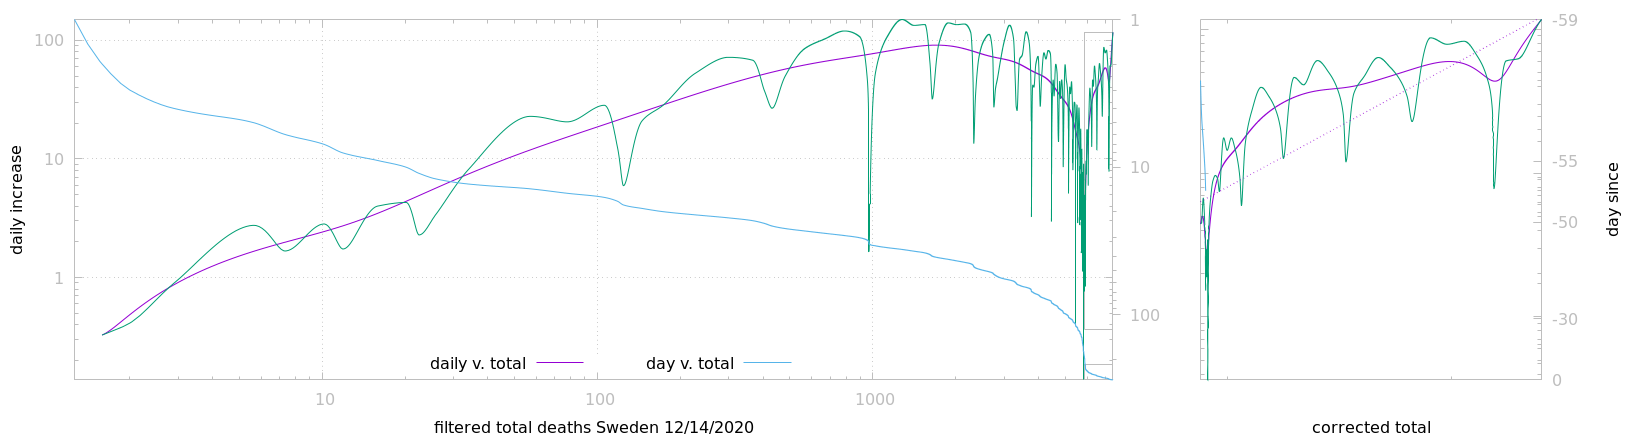 daily increase
100
10
1
10
100
1000
filtered total deaths Sweden 12/14/2020
daily v. total
day v. total
1
10
100
corrected total
-59
-55
-50
-30
0
day since